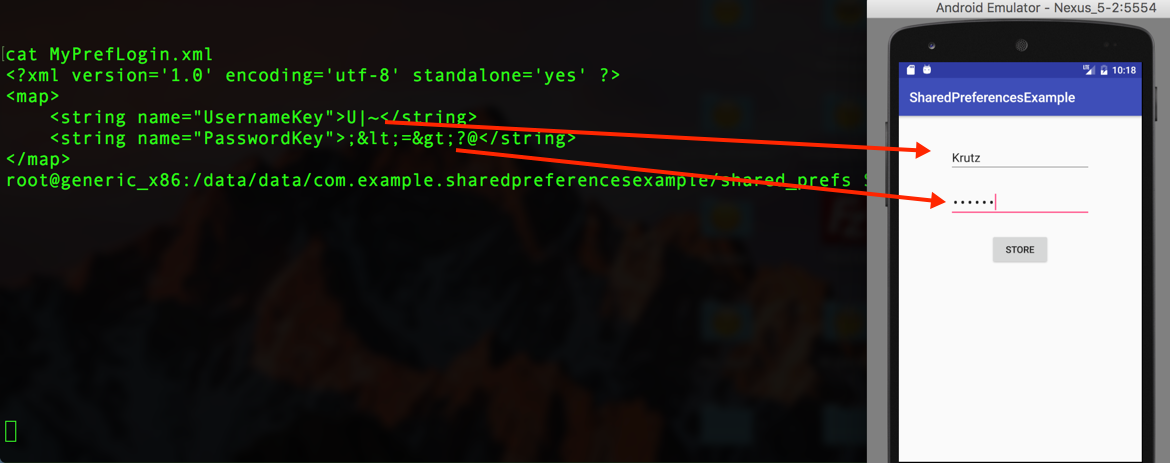 cat MyPrefLogin.xml
<?xml version='1.0' encoding='utf-8' standalone='yes' ?>
<map>
    <string name="UsernameKey">U|~</string>
    <string name="PasswordKey">;&lt;=&gt;?@</string>
</map>
root@generic_x86:/data/data/com.example.sharedpreferencesexample/shared_prefs $
Android Emulator - Nexus_5-2:5554
10:18
SharedPreferencesExample
Krutz
••••••
STORE